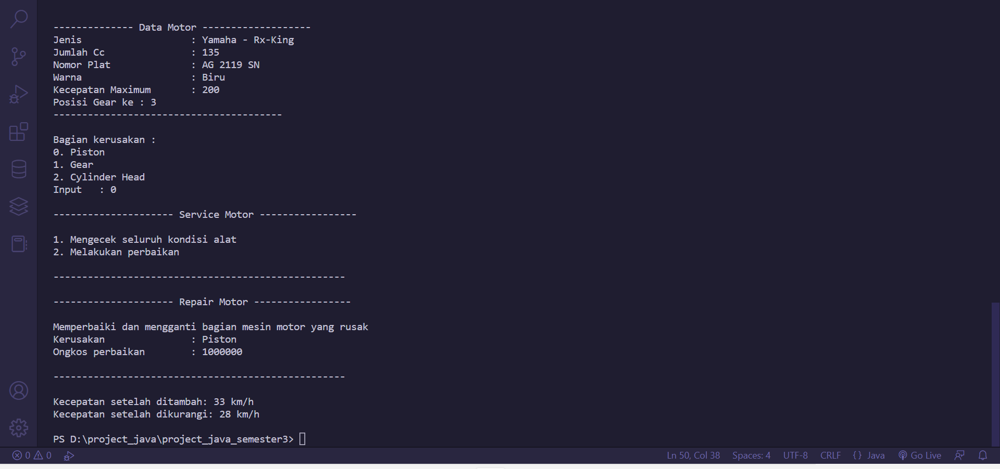 -------------- Data Motor -------------------
Jenis                   : Yamaha - Rx-King
Jumlah Cc               : 135
Nomor Plat              : AG 2119 SN
Warna                   : Biru
Kecepatan Maximum       : 200
Posisi Gear ke : 3
----------------------------------------
Bagian kerusakan :
0. Piston
1. Gear
2. Cylinder Head
Input   : 0
--------------------- Service Motor -----------------
1. Mengecek seluruh kondisi alat
2. Melakukan perbaikan
---------------------------------------------------
--------------------- Repair Motor -----------------
Memperbaiki dan mengganti bagian mesin motor yang rusak
Kerusakan               : Piston
Ongkos perbaikan        : 1000000
---------------------------------------------------
Kecepatan setelah ditambah: 33 km/h
Kecepatan setelah dikurangi: 28 km/h
PS D:\project_java\project_java_semester3>
0 0 Ln 50, Col 38 Spaces: 4 UTF-8 CRLF {} Java Go Live